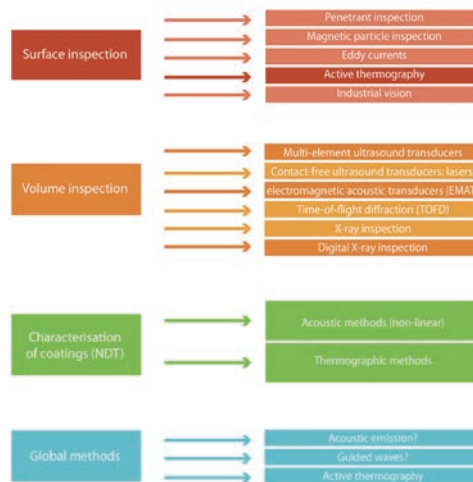 Surface inspection
Penetrant inspection
Magnetic particle inspection
Eddy currents
Active thermography
Industrial vision
Volume inspection
Multi-element ultrasound transducers
Contact-free ultrasound transducers: lasers
electromagnetic acoustic transducers (EMAT
Time-of-flight diffraction (TOFD)
X-ray inspection
Digital X-ray inspection
Characterisation
of coatings (NDT)
Acoustic methods (non-linear)
Thermographic methods
Global methods
Acoustic emission?
Guided waves?
Active thermography